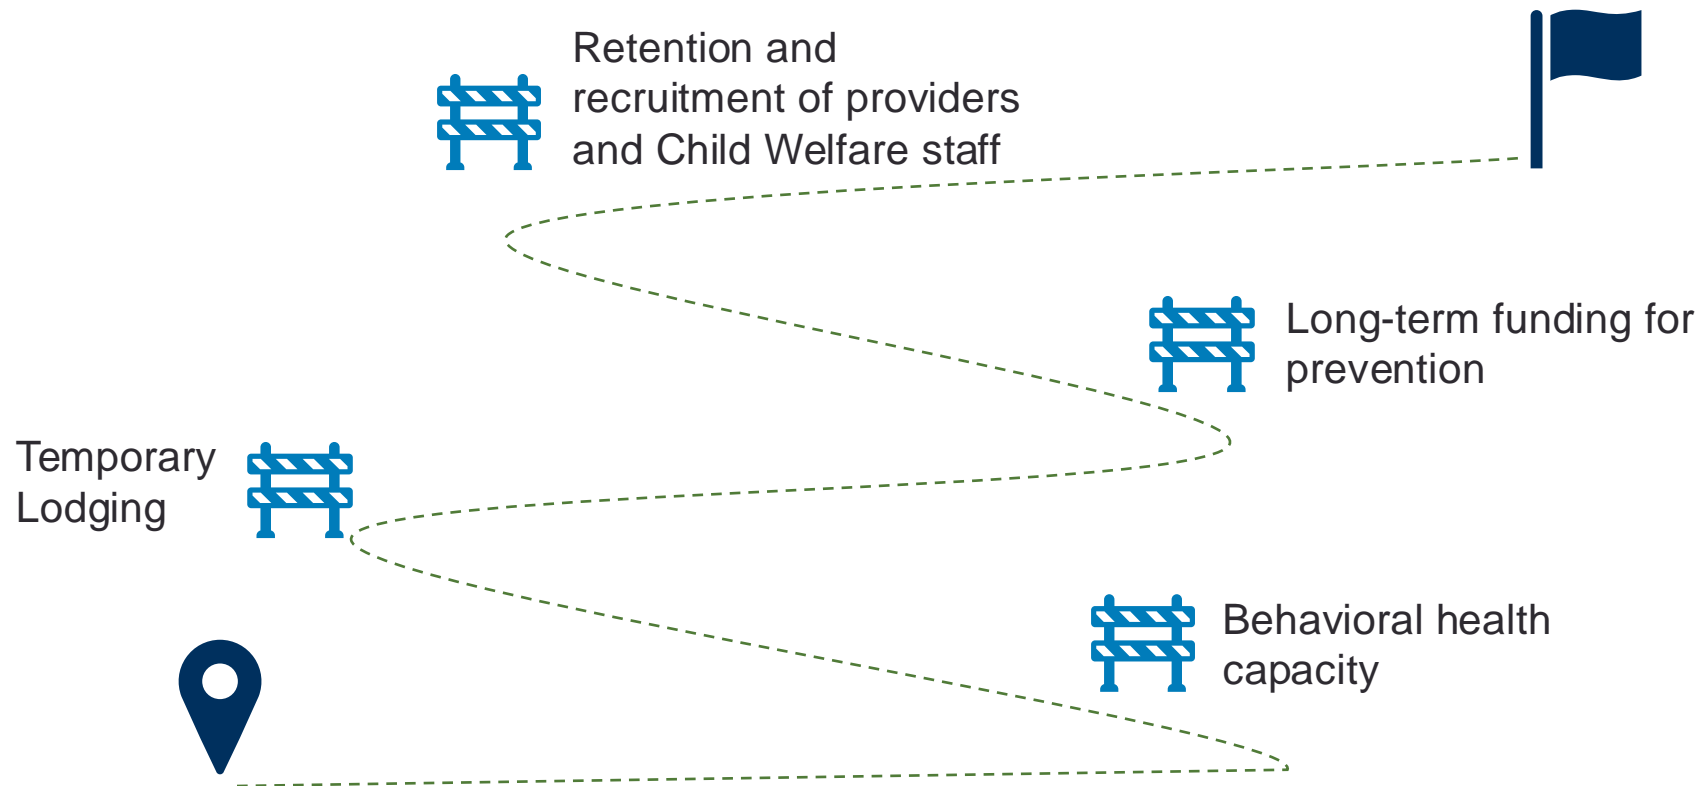 Retention and
recruitment of providers
and Child Welfare staff
Long-term funding for
prevention
Temporary
Lodging
Behavioral health
capacity